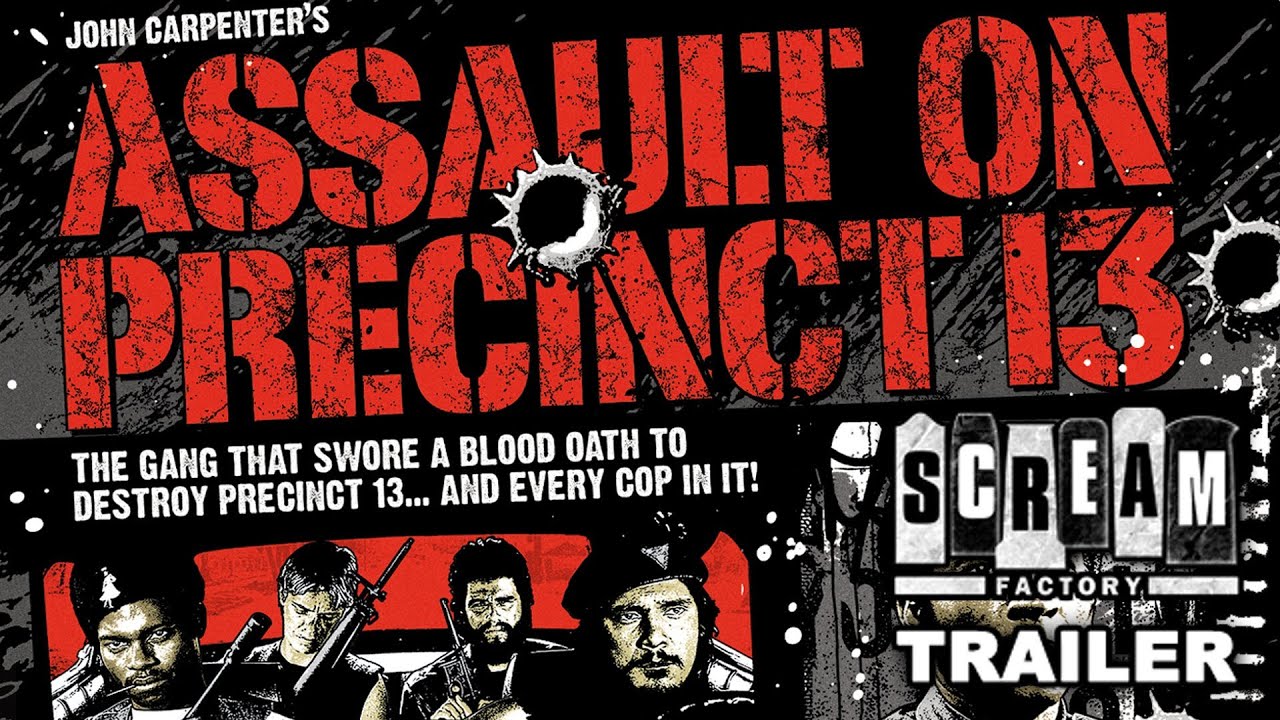 JOHN CARPENTER'S
ASSAULT ON
PRECINCT 13
THE GANG THAT SWORE A BLOOD OATH TO
DESTROY PRECINCT 13... AND EVERY COP IN IT!
SCREAM
FACTORY
TRAILER